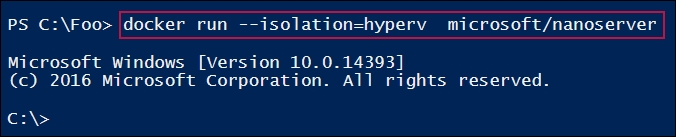 PS C:\Foo> docker run --isolation=hyperv  microsoft/nanoserver
Microsoft Windows [Version 10.0.14393]
(c) 2016 Microsoft Corporation. All rights reserved.
C:\>